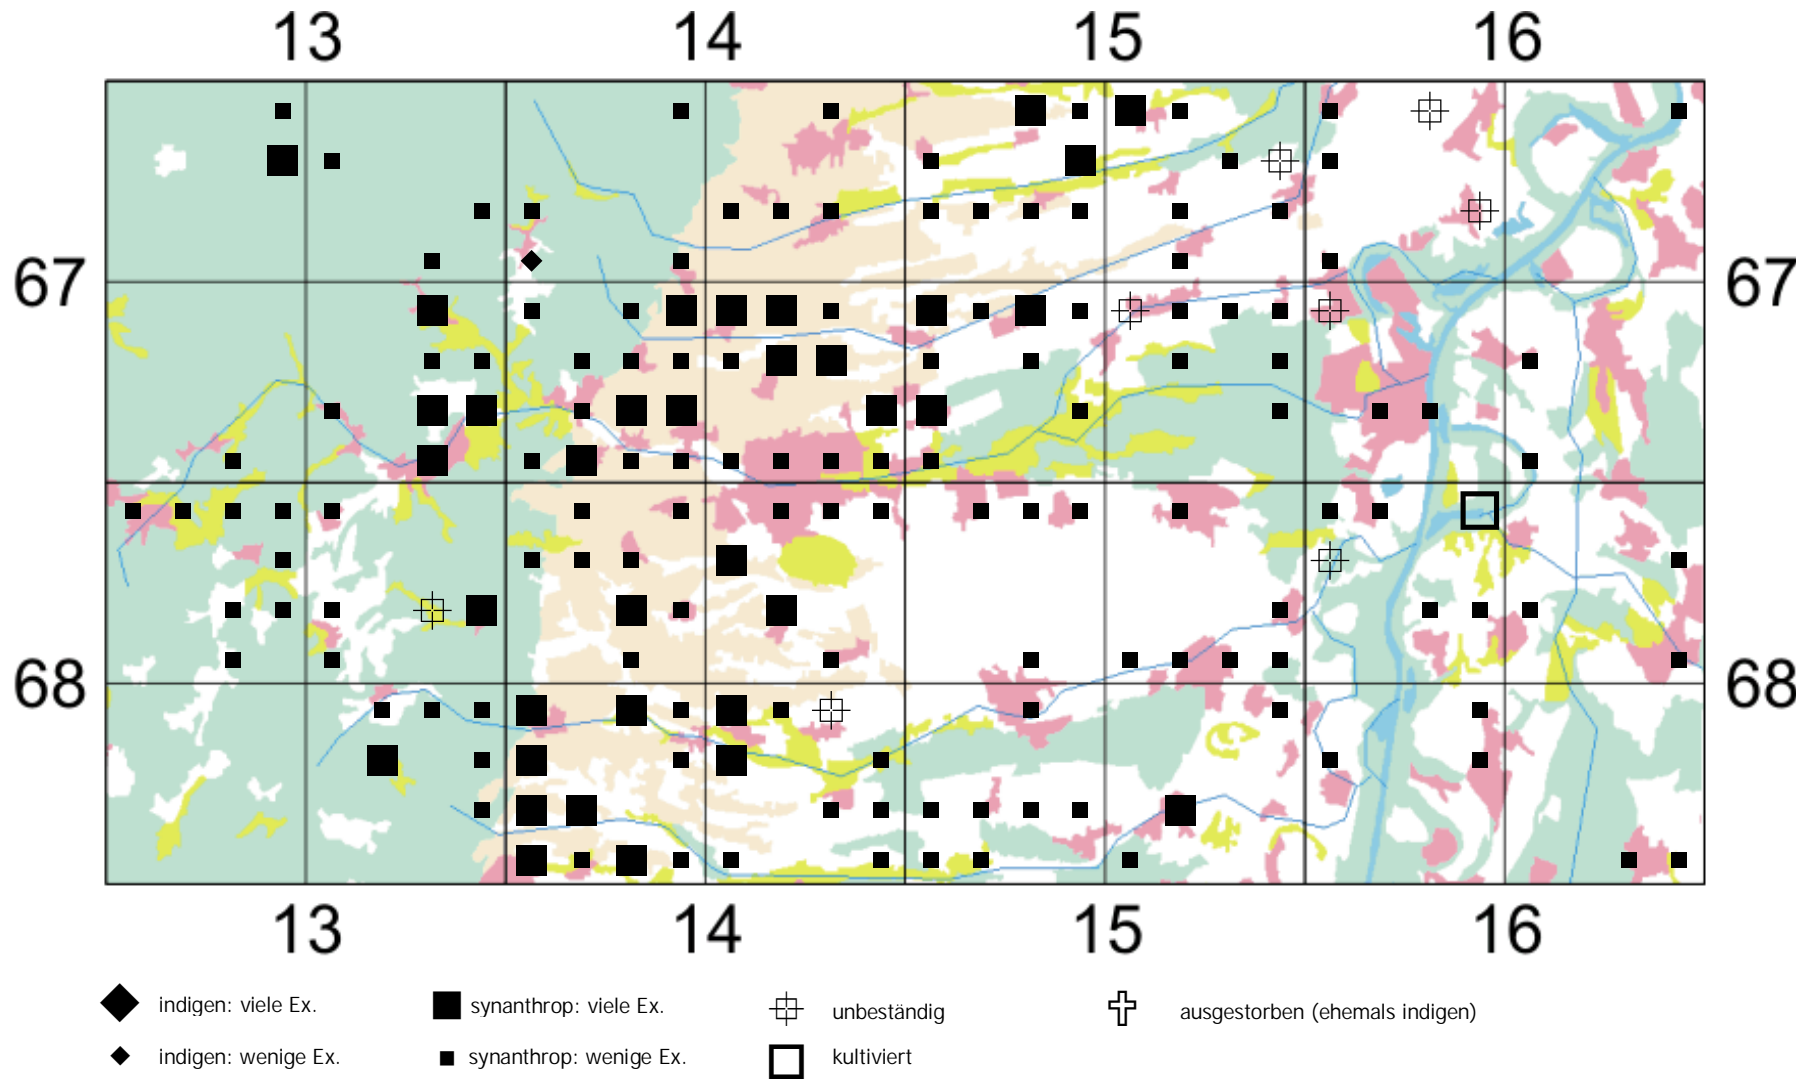 13 14 15 16
67 67
68 68
13 14 15 16
indigen: viele Ex. synanthrop: viele Ex. unbeständig ausgestorben (ehemals indigen)
indigen: wenige Ex. synanthrop: wenige Ex. kultiviert